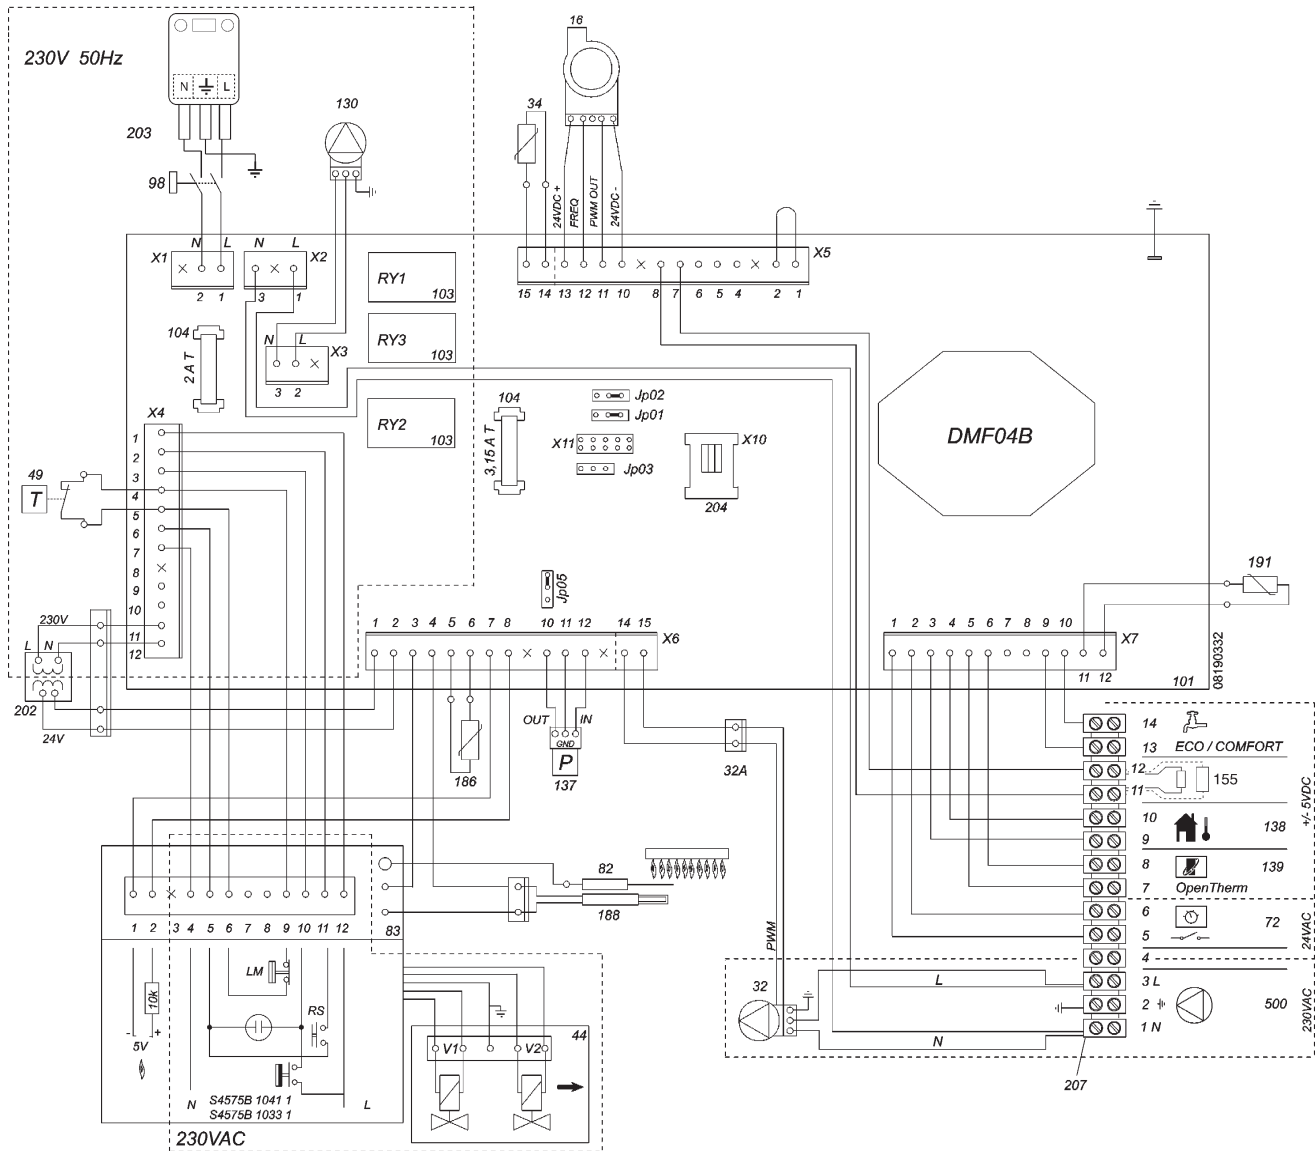 230V 50Hz
N L
203
98
130
16
34
24VDC +
FREQ
PWM OUT
24VDC -
N L
X1
2 1
N L
X2
3 1
RY1
103
RY3
103
RY2
103
N L
X3
3 2
104
2 A T
X5
15 14 13 12 11 10 8 7 6 5 4 2 1
Jp02
Jp01
X11
Jp03
104
3,15 A T
X10
204
DMF04B
X4
1
2
3
4
5
6
7
8
9
10
11
12
49
T
230V
L N
202
24V
Jp05
1 2 3 4 5 6 7 8 10 11 12 14 15
X6
1 2 3 4 5 6 7 8 9 10
X7
11 12
191
101
08190332
186
OUT IN
GND
P
137
32A
14
13 ECO / COMFORT
12
11
155
10
9
138
8
7 OpenTherm
139
6
5
72
4
3 L
2
1 N
500
+/- 5VDC
24VAC
230VAC
207
82
188
83
1 2 3 4 5 6 7 8 9 10 11 12
10k
- +
5V
LM
RS
N L
S4575B 1041 1
S4575B 1033 1
230VAC
44
V1 V2
PWM
32
L
N